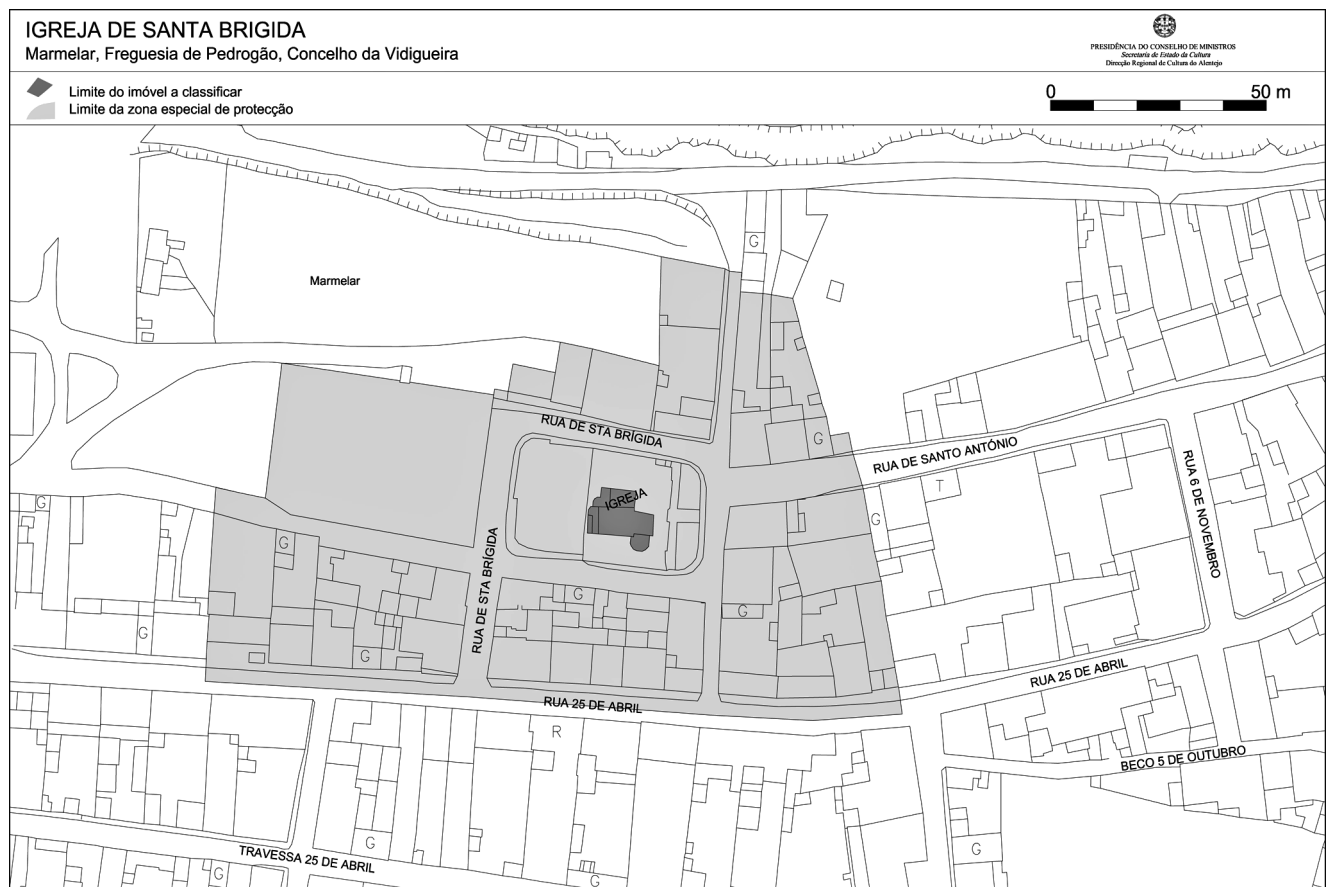 IGREJA DE SANTA BRIGIDA
Marmelar, Freguesia de Pedrogão, Concelho da Vidigueira
PRESIDÊNCIA DO CONSELHO DE MINISTROS
Secretaria de Estado da Cultura
Direcção Regional de Cultura do Alentejo
Limite do imóvel a classificar
Limite da zona especial de protecção
0 50 m
G
Marmelar
RUA DE STA BRÍGIDA
G
RUA DE SANTO ANTÓNIO
RUA 6 DE NOVEMBRO
T
IGREJA
G
G
G
RUA DE STA BRÍGIDA
G
G
G
G
RUA 25 DE ABRIL
RUA 25 DE ABRIL
R
BECO 5 DE OUTUBRO
G
G
TRAVESSA 25 DE ABRIL
G
G